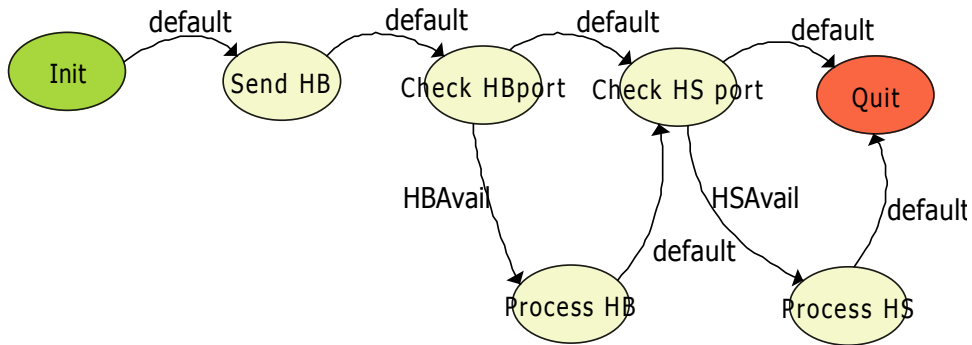 default
default
default
default
Init
Send HB
Check HBport
Check HS port
Quit
HBAvail
HSAvail
default
default
Process HB
Process HS